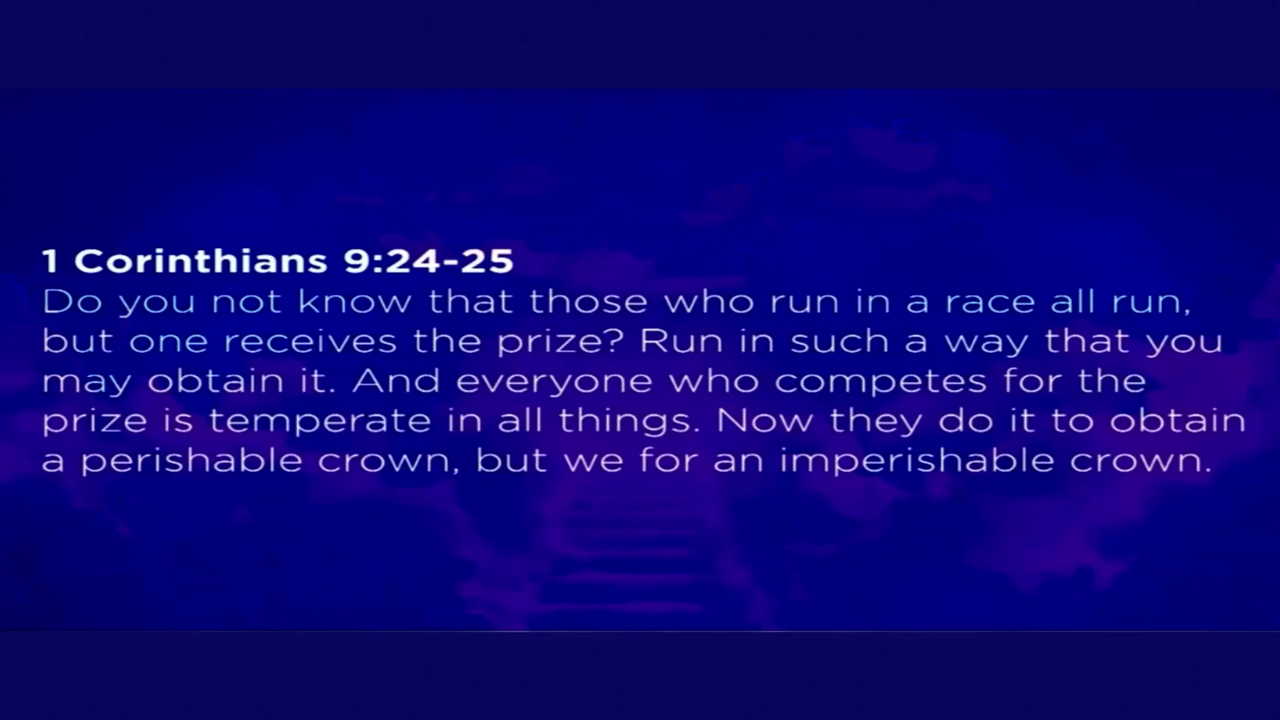 1 Corinthians 9:24-25
Do you not know that those who run in a race all run,
but one receives the prize? Run in such a way that you
may obtain it. And everyone who competes for the
prize is temperate in all things. Now they do it to obtain
a perishable crown, but we for an imperishable crown.